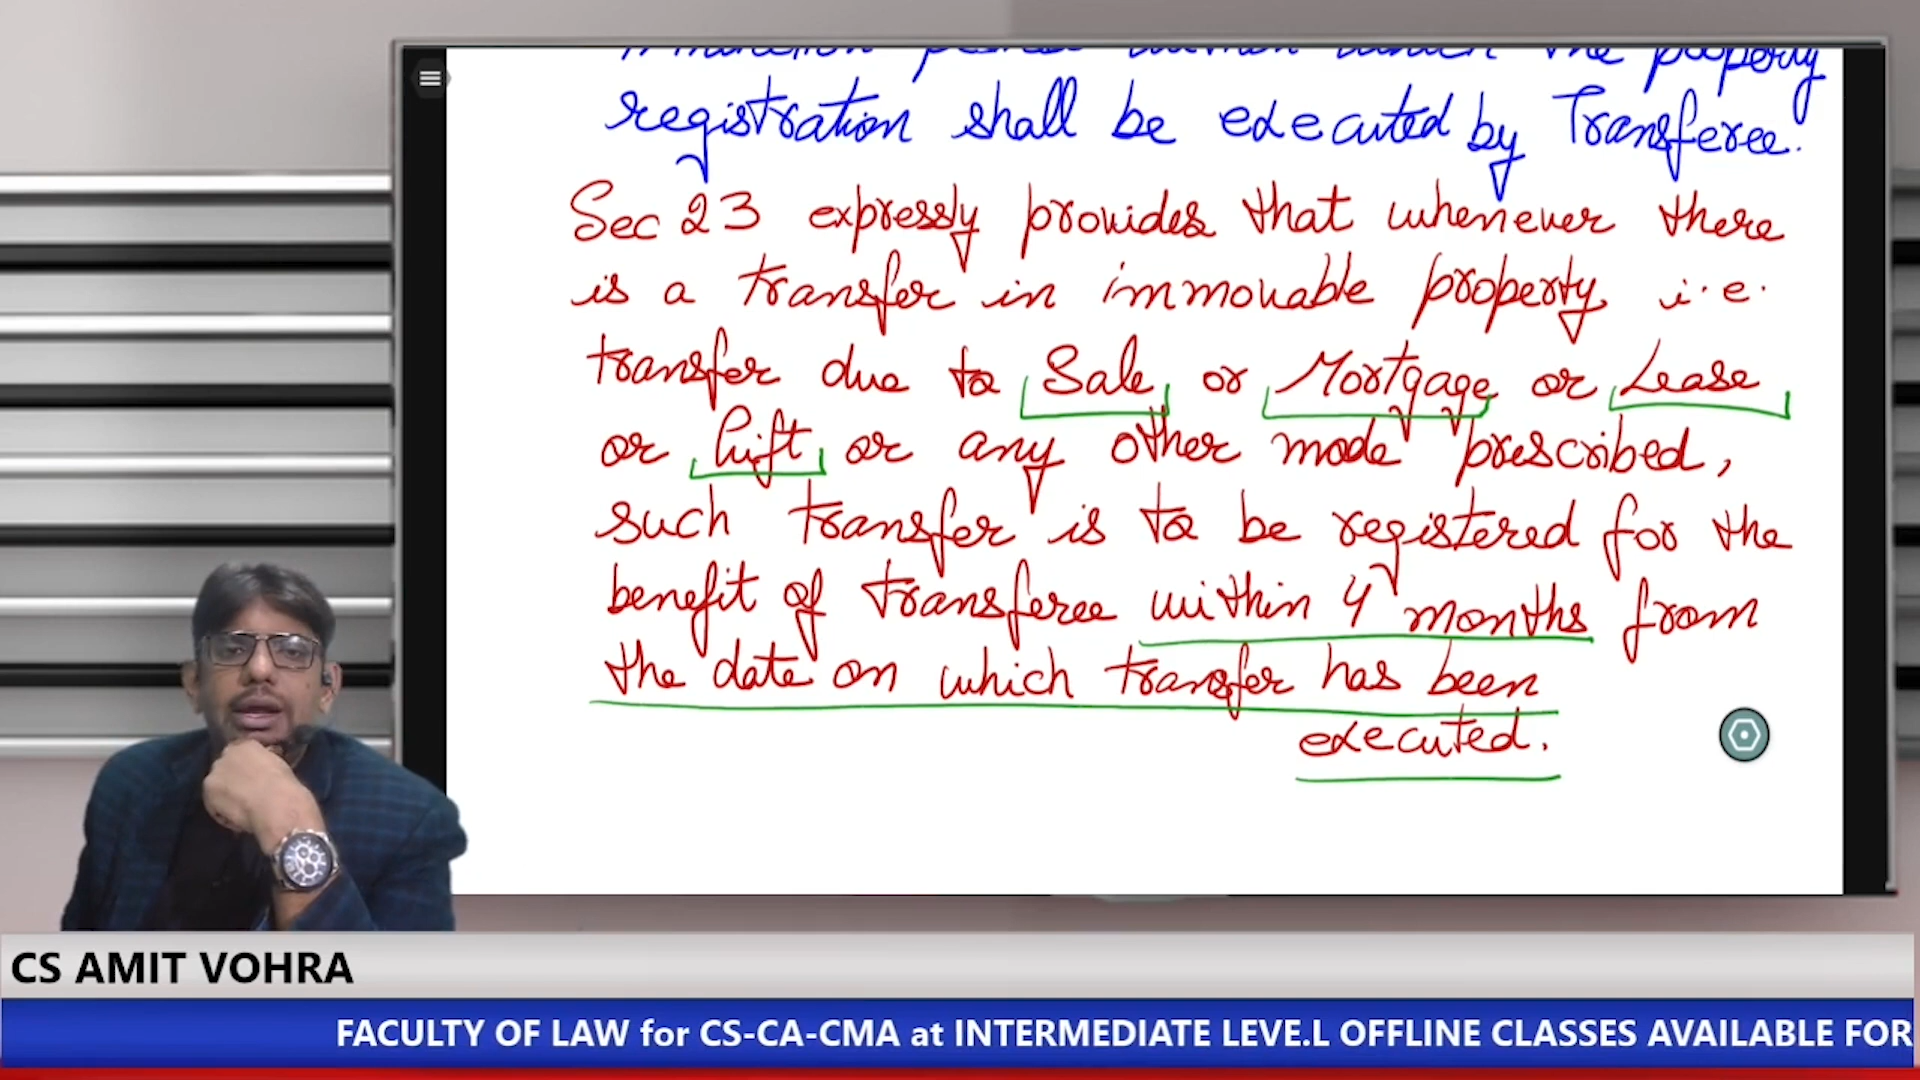 the property
registration shall be executed by Transferee.
Sec 23 expressly provides that whenever there
is a transfer in immovable property i.e.
transfer due to Sale or Mortgage or Lease
or Gift or any other mode prescribed,
such transfer is to be registered for the
benefit of transferee within 4 months from
the date on which transfer has been
executed.
CS AMIT VOHRA
FACULTY OF LAW for CS-CA-CMA at INTERMEDIATE LEVE.L OFFLINE CLASSES AVAILABLE FOR